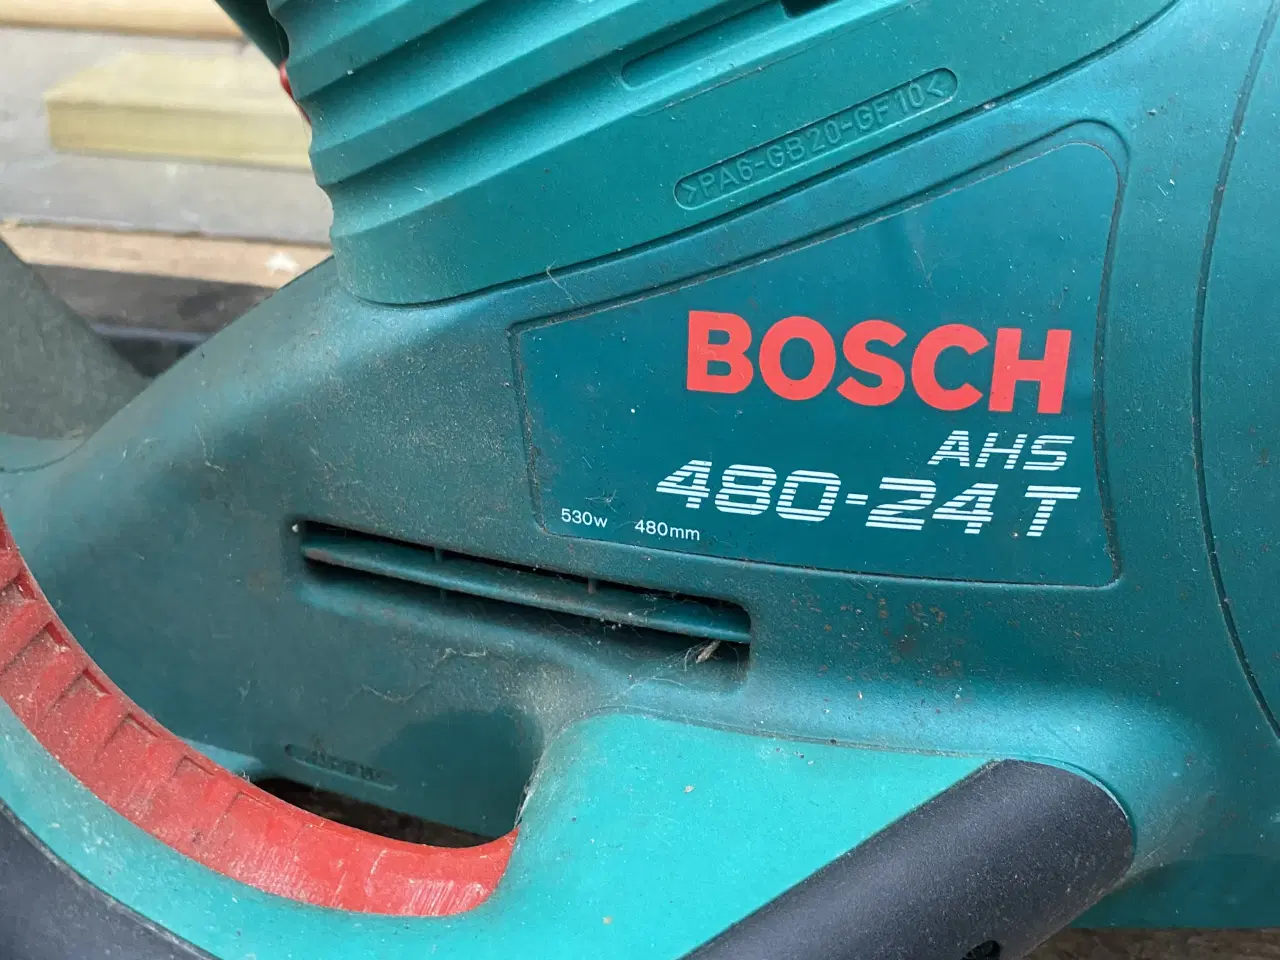 >PA6-GB20-GF10<
BOSCH
AHS
480-24 T
530w 480mm